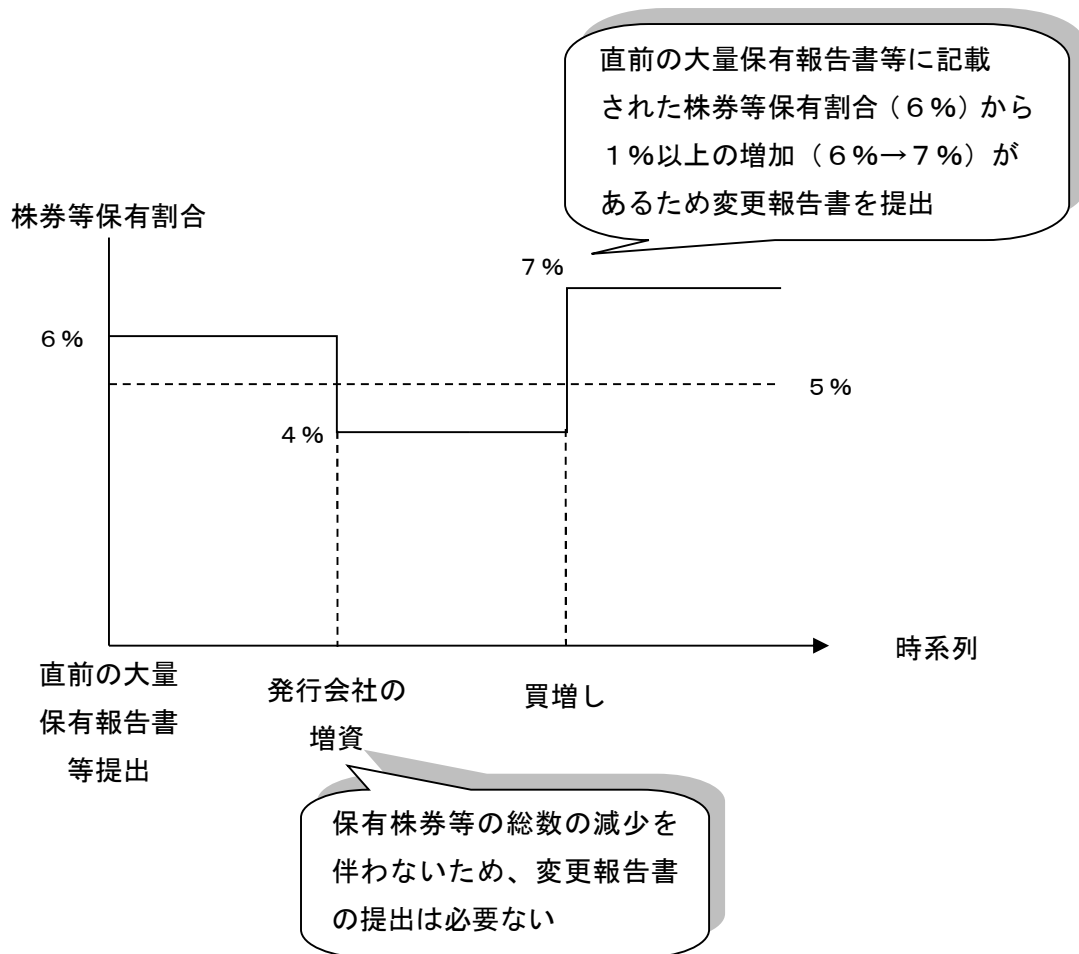 直前の大量保有報告書等に記載
された株券等保有割合（６％）から
１％以上の増加（６％→７％）が
あるため変更報告書を提出
株券等保有割合
７％
６％
５％
４％
時系列
直前の大量
保有報告書
等提出
発行会社の
増資
買増し
保有株券等の総数の減少を
伴わないため、変更報告書
の提出は必要ない